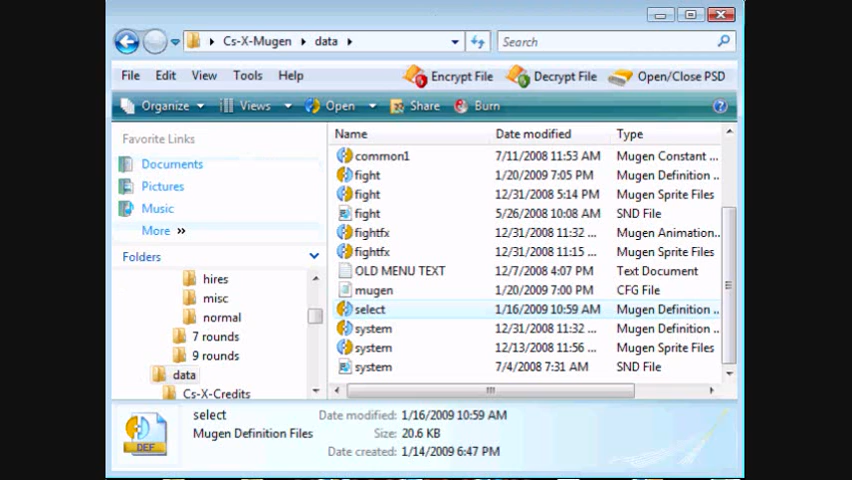 Cs-X-Mugen data
Search
File Edit View Tools Help Encrypt File Decrypt File Open/Close PSD
Organize Views Open Share Burn
Favorite Links
Documents
Pictures
Music
More »
Folders
hires
misc
normal
7 rounds
9 rounds
data
Cs-X-Credits
Name Date modified Type
common1 7/11/2008 11:53 AM Mugen Constant ...
fight 1/20/2009 7:05 PM Mugen Definition ..
fight 12/31/2008 5:14 PM Mugen Sprite Files
fight 5/26/2008 10:08 AM SND File
fightfx 12/31/2008 11:32 ... Mugen Animation..
fightfx 12/31/2008 11:15 ... Mugen Sprite Files
OLD MENU TEXT 12/7/2008 4:07 PM Text Document
mugen 1/20/2009 7:00 PM CFG File
select 1/16/2009 10:59 AM Mugen Definition ..
system 12/31/2008 11:32 ... Mugen Definition ..
system 12/13/2008 11:56 ... Mugen Sprite Files
system 7/4/2008 7:31 AM SND File
DEF
select Date modified: 1/16/2009 10:59 AM
Mugen Definition Files Size: 20.6 KB
Date created: 1/14/2009 6:47 PM